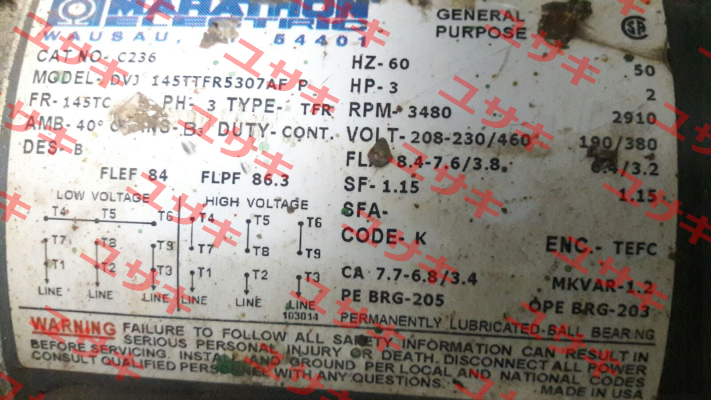 MARATHON
ELECTRIC
GENERAL
PURPOSE
WAUSAU, 54401
CAT NO. C236
HZ-60 50
MODEL- DVJ 145TTFR5307AF P
HP-3 2
FR-145TC PH-3 TYPE-TFR
RPM-3480 2910
AMB-40° DUTY-CONT.
VOLT-208-230/460 190/380
DES-B
8.4-7.6/3.8 /3.2
FLEF 84 FLPF 86.3
SF-1.15 1.15
LOW VOLTAGE HIGH VOLTAGE
SFA-
T4 T5 T6 T4 T5 T6
CODE-K ENC.-TEFC
T7 T8 T9 T7 T8 T9
T1 T2 T3 T1 T2 T3
CA 7.7-6.8/3.4 MKVAR-1.2
LINE LINE LINE LINE LINE LINE
PE BRG-205 OPE BRG-203
103014
PERMANENTLY LUBRICATED-BALL BEARING
WARNING FAILURE TO FOLLOW ALL SAFETY INFORMATION CAN RESULT IN
SERIOUS PERSONAL INJURY OR DEATH. DISCONNECT ALL POWER
BEFORE SERVICING. INSTALL AND GROUND PER LOCAL AND NATIONAL CODES
CONSULT QUALIFIED PERSONNEL WITH ANY QUESTIONS.
MADE IN USA
ユサキ